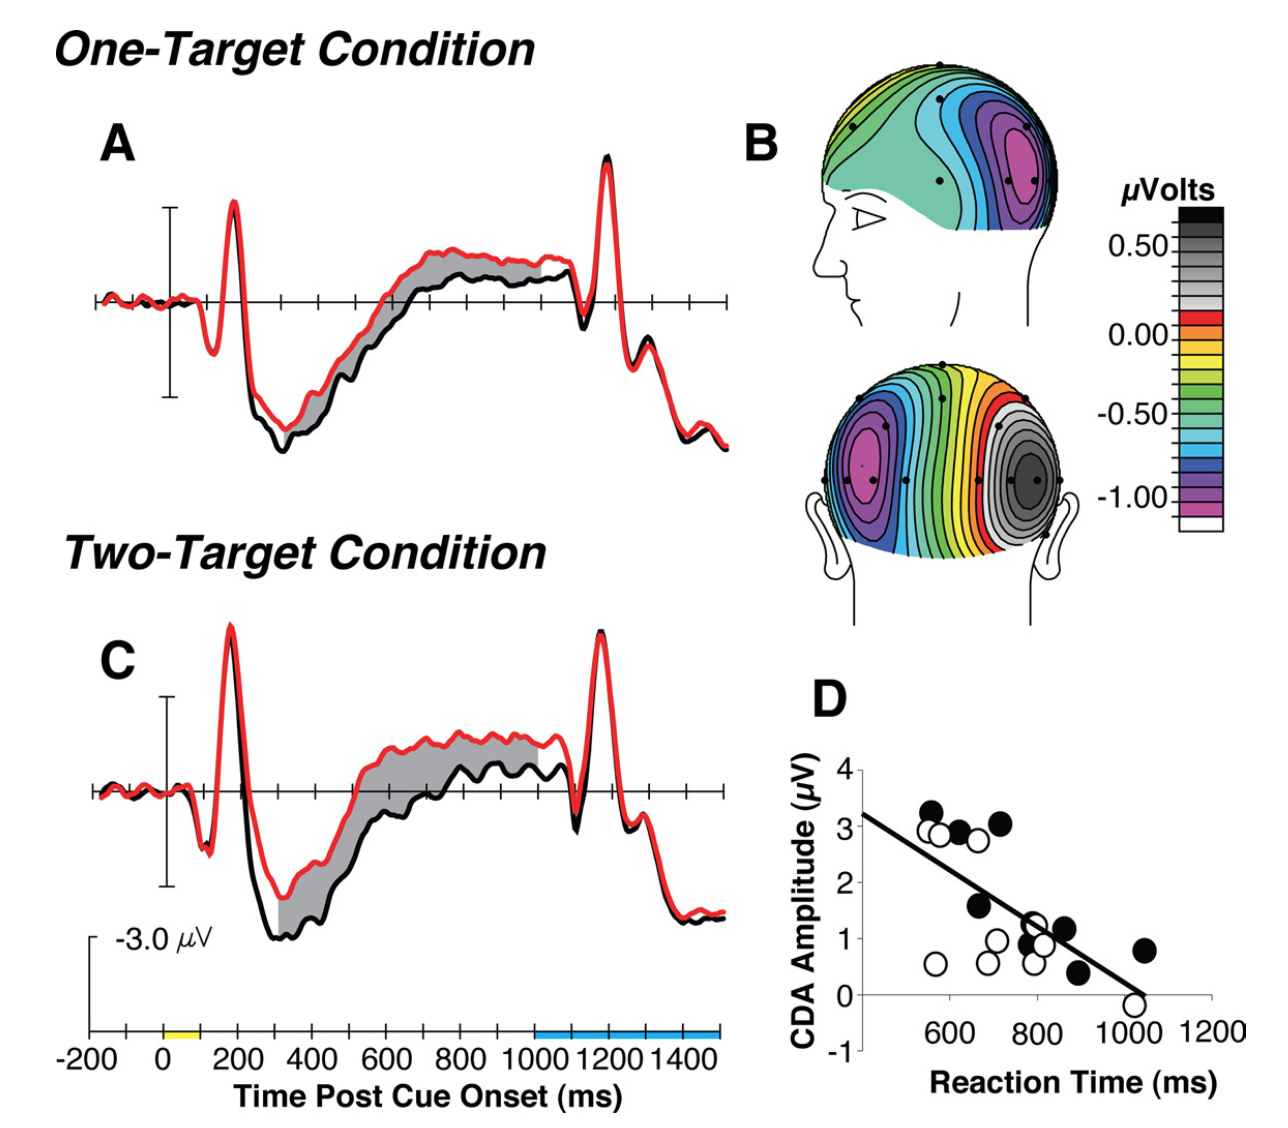 One-Target Condition
A
B
µVolts
0.50
0.00
-0.50
-1.00
Two-Target Condition
C
-3.0 µV
-200 0 200 400 600 800 1000 1200 1400
Time Post Cue Onset (ms)
D
CDA Amplitude (µV)
4
3
2
1
0
-1
600 800 1000 1200
Reaction Time (ms)